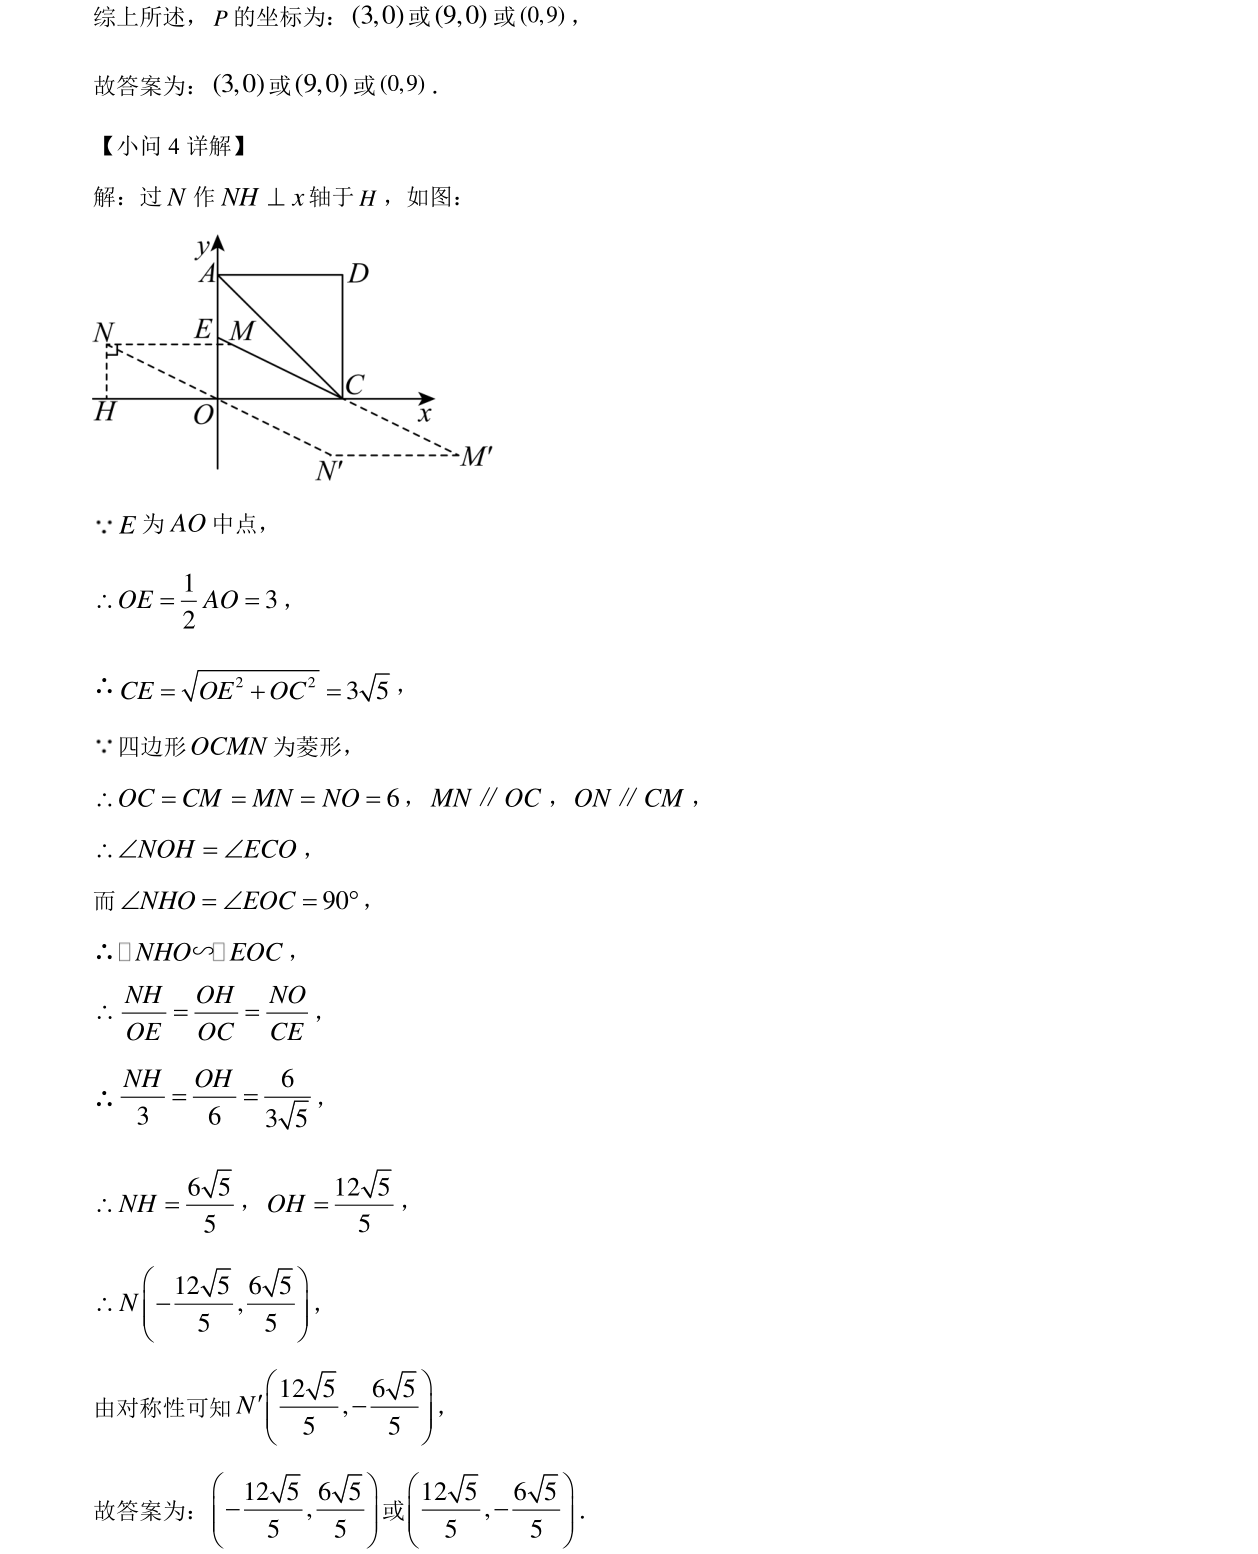 综上所述，P 的坐标为：(3,0)或(9,0)或(0,9)，
故答案为：(3,0)或(9,0)或(0,9)．
【小问 4 详解】
解：过 N 作 NH ⊥ x 轴于 H，如图：
y
A
D
N
E
M
C
H
O
x
N′
M′
∵E 为 AO 中点，
∴OE = 1/2 AO = 3，
∴CE = √(OE² + OC²) = 3√5，
∵四边形 OCMN 为菱形，
∴OC = CM = MN = NO = 6，MN // OC，ON // CM，
∴∠NOH = ∠ECO，
而∠NHO = ∠EOC = 90°，
∴□NHO∽□EOC，
∴NH/OE = OH/OC = NO/CE，
∴NH/3 = OH/6 = 6/(3√5)，
∴NH = 6√5/5，OH = 12√5/5，
∴N(−12√5/5, 6√5/5)，
由对称性可知 N′(12√5/5, −6√5/5)，
故答案为：(−12√5/5, 6√5/5)或(12√5/5, −6√5/5)．